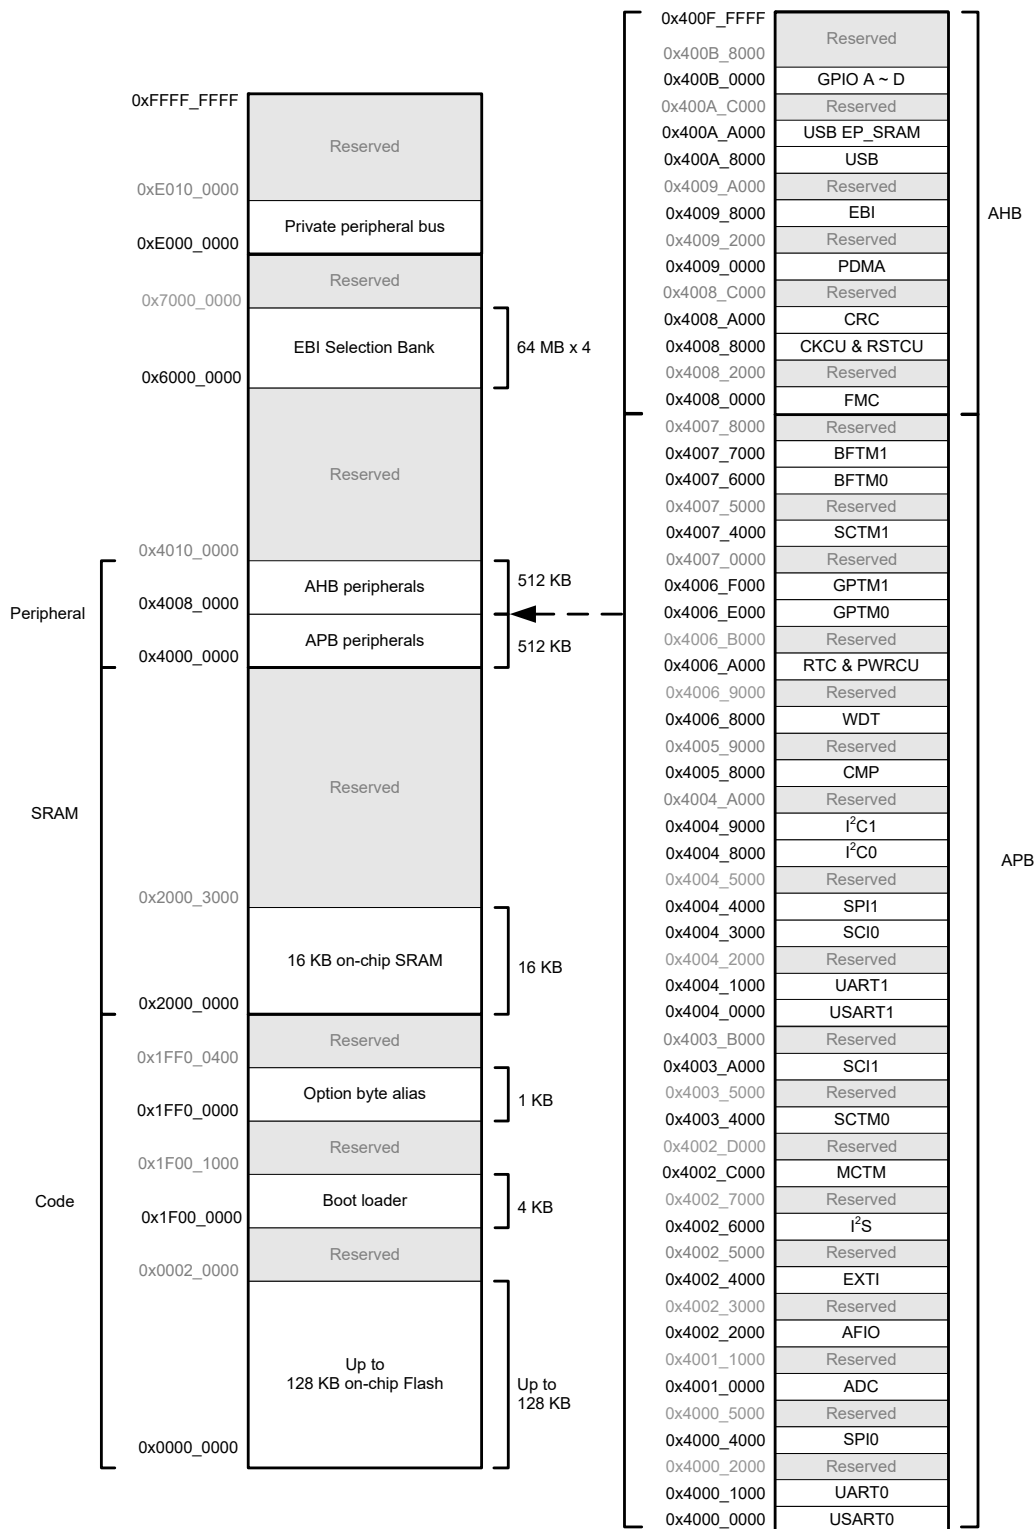 0xFFFF_FFFF
Reserved
0xE010_0000
Private peripheral bus
0xE000_0000
Reserved
0x7000_0000
EBI Selection Bank
64 MB x 4
0x6000_0000
Reserved
0x4010_0000
AHB peripherals
512 KB
0x4008_0000
Peripheral
APB peripherals
512 KB
0x4000_0000
Reserved
SRAM
0x2000_3000
16 KB on-chip SRAM
16 KB
0x2000_0000
Reserved
0x1FF0_0400
Option byte alias
1 KB
0x1FF0_0000
Reserved
0x1F00_1000
Code
Boot loader
4 KB
0x1F00_0000
Reserved
0x0002_0000
Up to
128 KB on-chip Flash
Up to
128 KB
0x0000_0000
0x400F_FFFF
Reserved
0x400B_8000
0x400B_0000 GPIO A ~ D
0x400A_C000 Reserved
0x400A_A000 USB EP_SRAM
0x400A_8000 USB
0x4009_A000 Reserved
0x4009_8000 EBI
AHB
0x4009_2000 Reserved
0x4009_0000 PDMA
0x4008_C000 Reserved
0x4008_A000 CRC
0x4008_8000 CKCU & RSTCU
0x4008_2000 Reserved
0x4008_0000 FMC
0x4007_8000 Reserved
0x4007_7000 BFTM1
0x4007_6000 BFTM0
0x4007_5000 Reserved
0x4007_4000 SCTM1
0x4007_0000 Reserved
0x4006_F000 GPTM1
0x4006_E000 GPTM0
0x4006_B000 Reserved
0x4006_A000 RTC & PWRCU
0x4006_9000 Reserved
0x4006_8000 WDT
0x4005_9000 Reserved
0x4005_8000 CMP
0x4004_A000 Reserved
0x4004_9000 I²C1
0x4004_8000 I²C0
APB
0x4004_5000 Reserved
0x4004_4000 SPI1
0x4004_3000 SCI0
0x4004_2000 Reserved
0x4004_1000 UART1
0x4004_0000 USART1
0x4003_B000 Reserved
0x4003_A000 SCI1
0x4003_5000 Reserved
0x4003_4000 SCTM0
0x4002_D000 Reserved
0x4002_C000 MCTM
0x4002_7000 Reserved
0x4002_6000 I²S
0x4002_5000 Reserved
0x4002_4000 EXTI
0x4002_3000 Reserved
0x4002_2000 AFIO
0x4001_1000 Reserved
0x4001_0000 ADC
0x4000_5000 Reserved
0x4000_4000 SPI0
0x4000_2000 Reserved
0x4000_1000 UART0
0x4000_0000 USART0